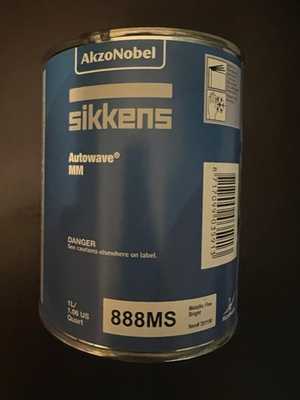 AkzoNobel
sikkens
Autowave®
MM
DANGER
See cautions elsewhere on label.
1L/
1.06 US
Quart
888MS
Metallic Fine
Bright